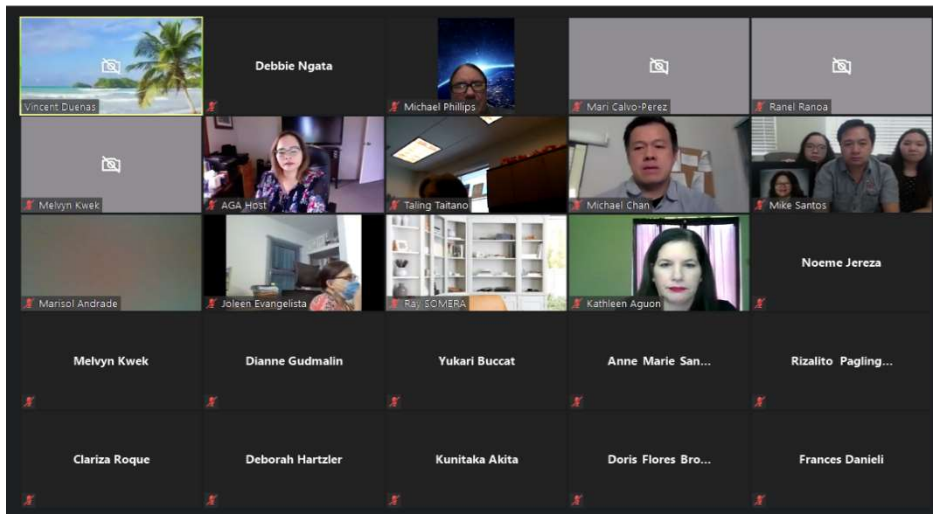 Vincent Duenas
Debbie Ngata
Michael Phillips
Mari Calvo-Perez
Ranel Ranoa
Melvyn Kwek
AGA Host
Taling Taitano
Michael Chan
Mike Santos
Marisol Andrade
Joleen Evangelista
Ray SOMERA
Kathleen Aguon
Noeme Jereza
Melvyn Kwek
Dianne Gudmalin
Yukari Buccat
Anne Marie San...
Rizalito Pagling...
Clariza Roque
Deborah Hartzler
Kunitaka Akita
Doris Flores Bro...
Frances Danieli